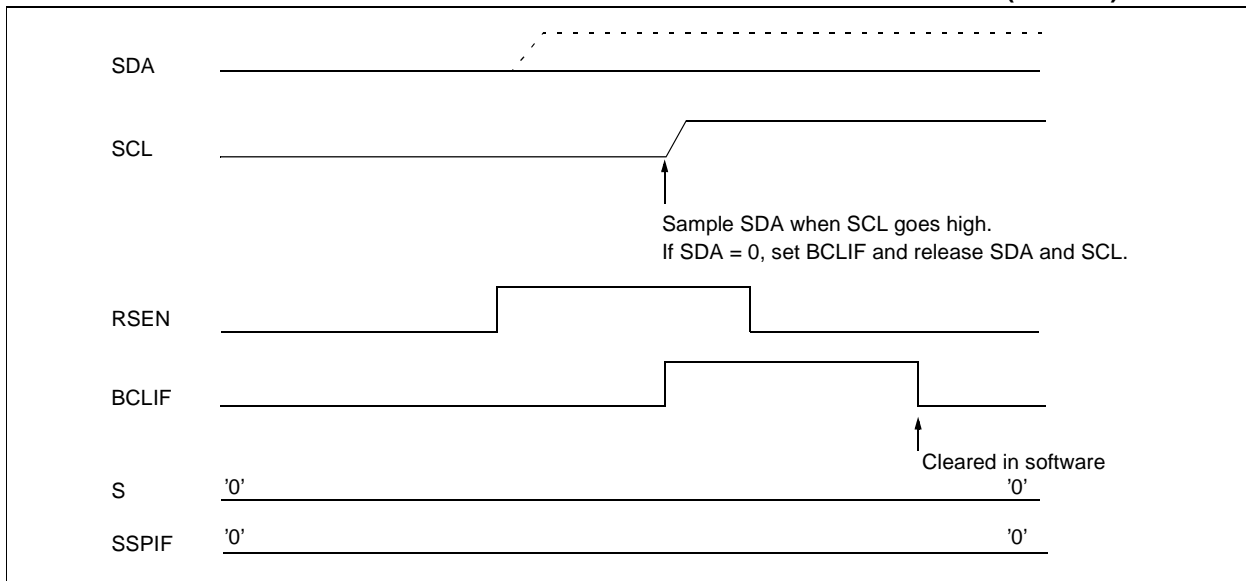 SDA
SCL
Sample SDA when SCL goes high.
If SDA = 0, set BCLIF and release SDA and SCL.
RSEN
BCLIF
Cleared in software
S
'0'
'0'
SSPIF
'0'
'0'